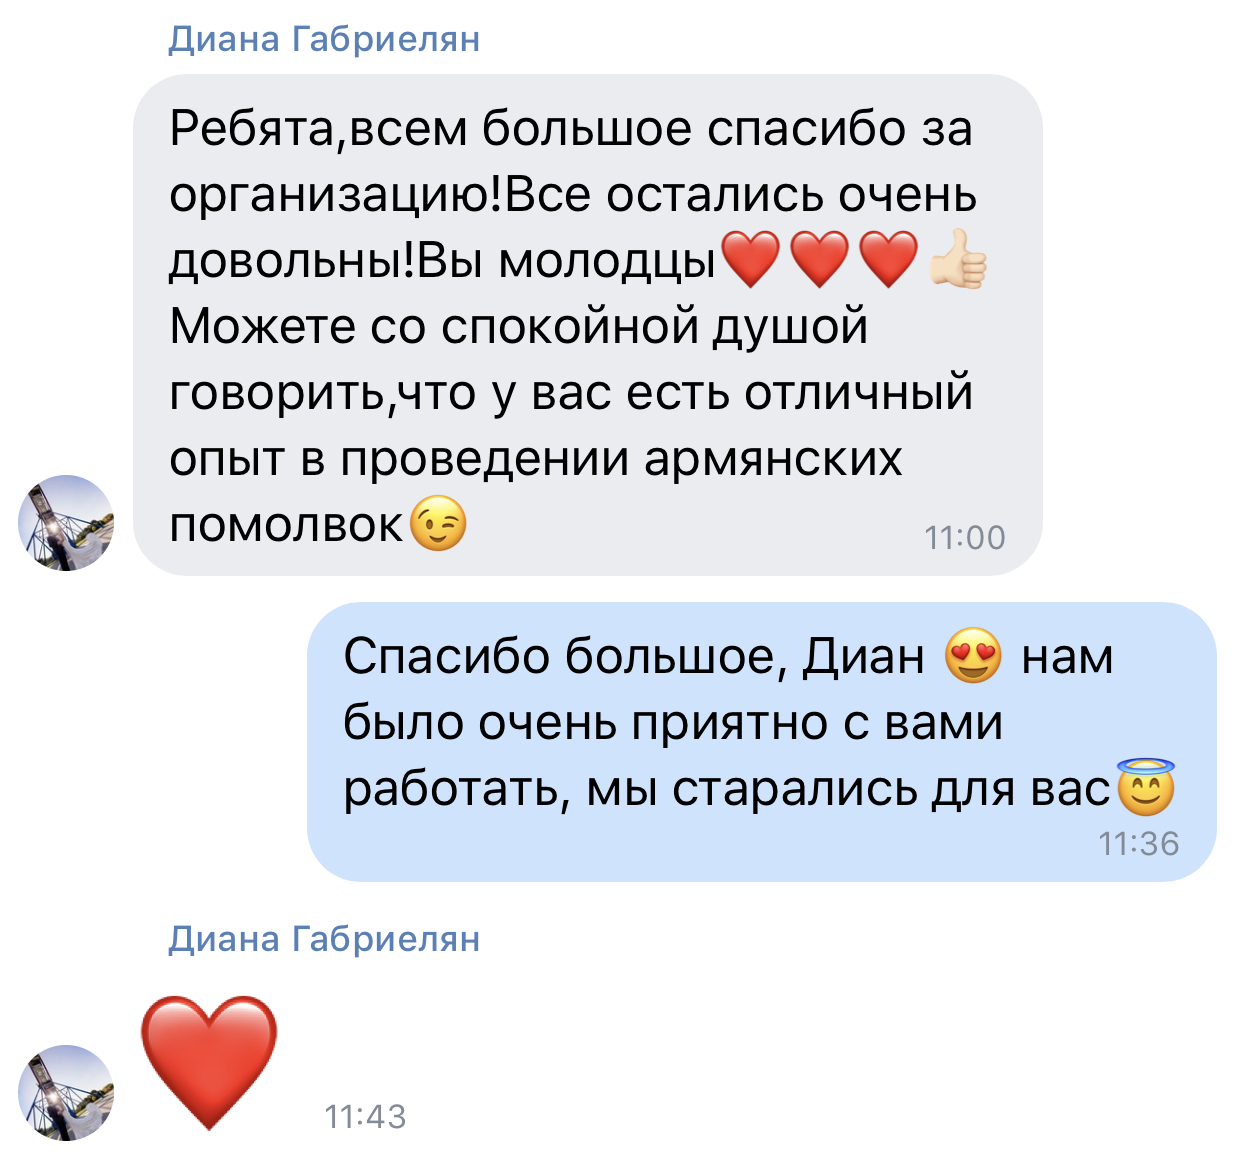 Диана Габриелян
Ребята,всем большое спасибо за
организацию!Все остались очень
довольны!Вы молодцы❤️❤️❤️👍🏻
Можете со спокойной душой
говорить,что у вас есть отличный
опыт в проведении армянских
помолвок😉
11:00
Спасибо большое, Диан 😍 нам
было очень приятно с вами
работать, мы старались для вас😇
11:36
Диана Габриелян
❤️
11:43